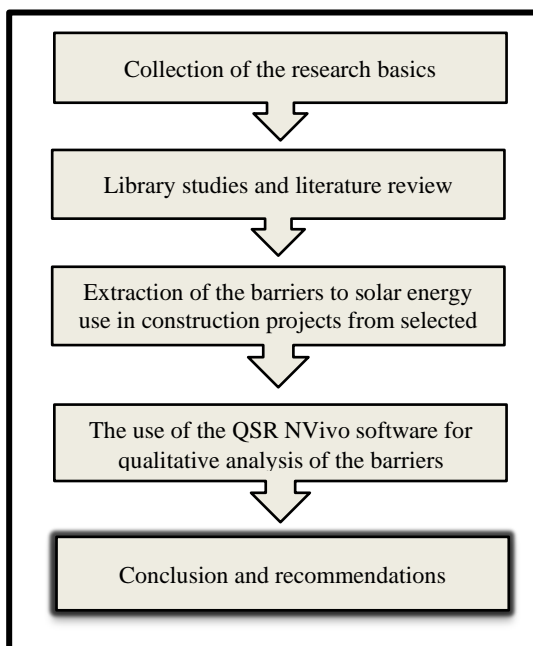 Collection of the research basics
Library studies and literature review
Extraction of the barriers to solar energy
use in construction projects from selected
The use of the QSR NVivo software for
qualitative analysis of the barriers
Conclusion and recommendations